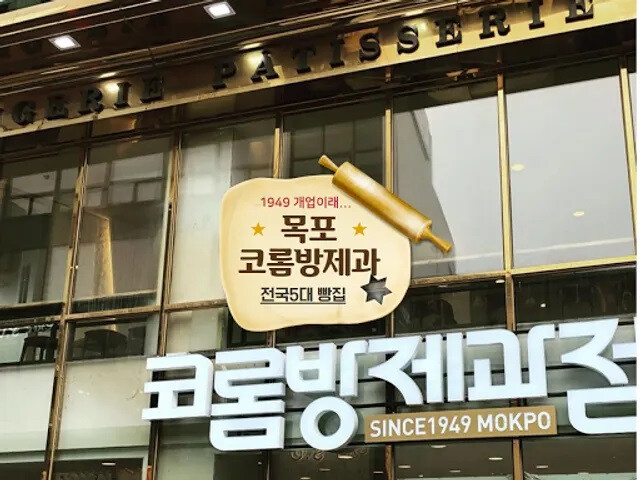 NGERIE PATISSERIE
1949 개업이래...
목포
코롬방제과
전국5대 빵집
코롬방제과점
SINCE1949 MOKPO